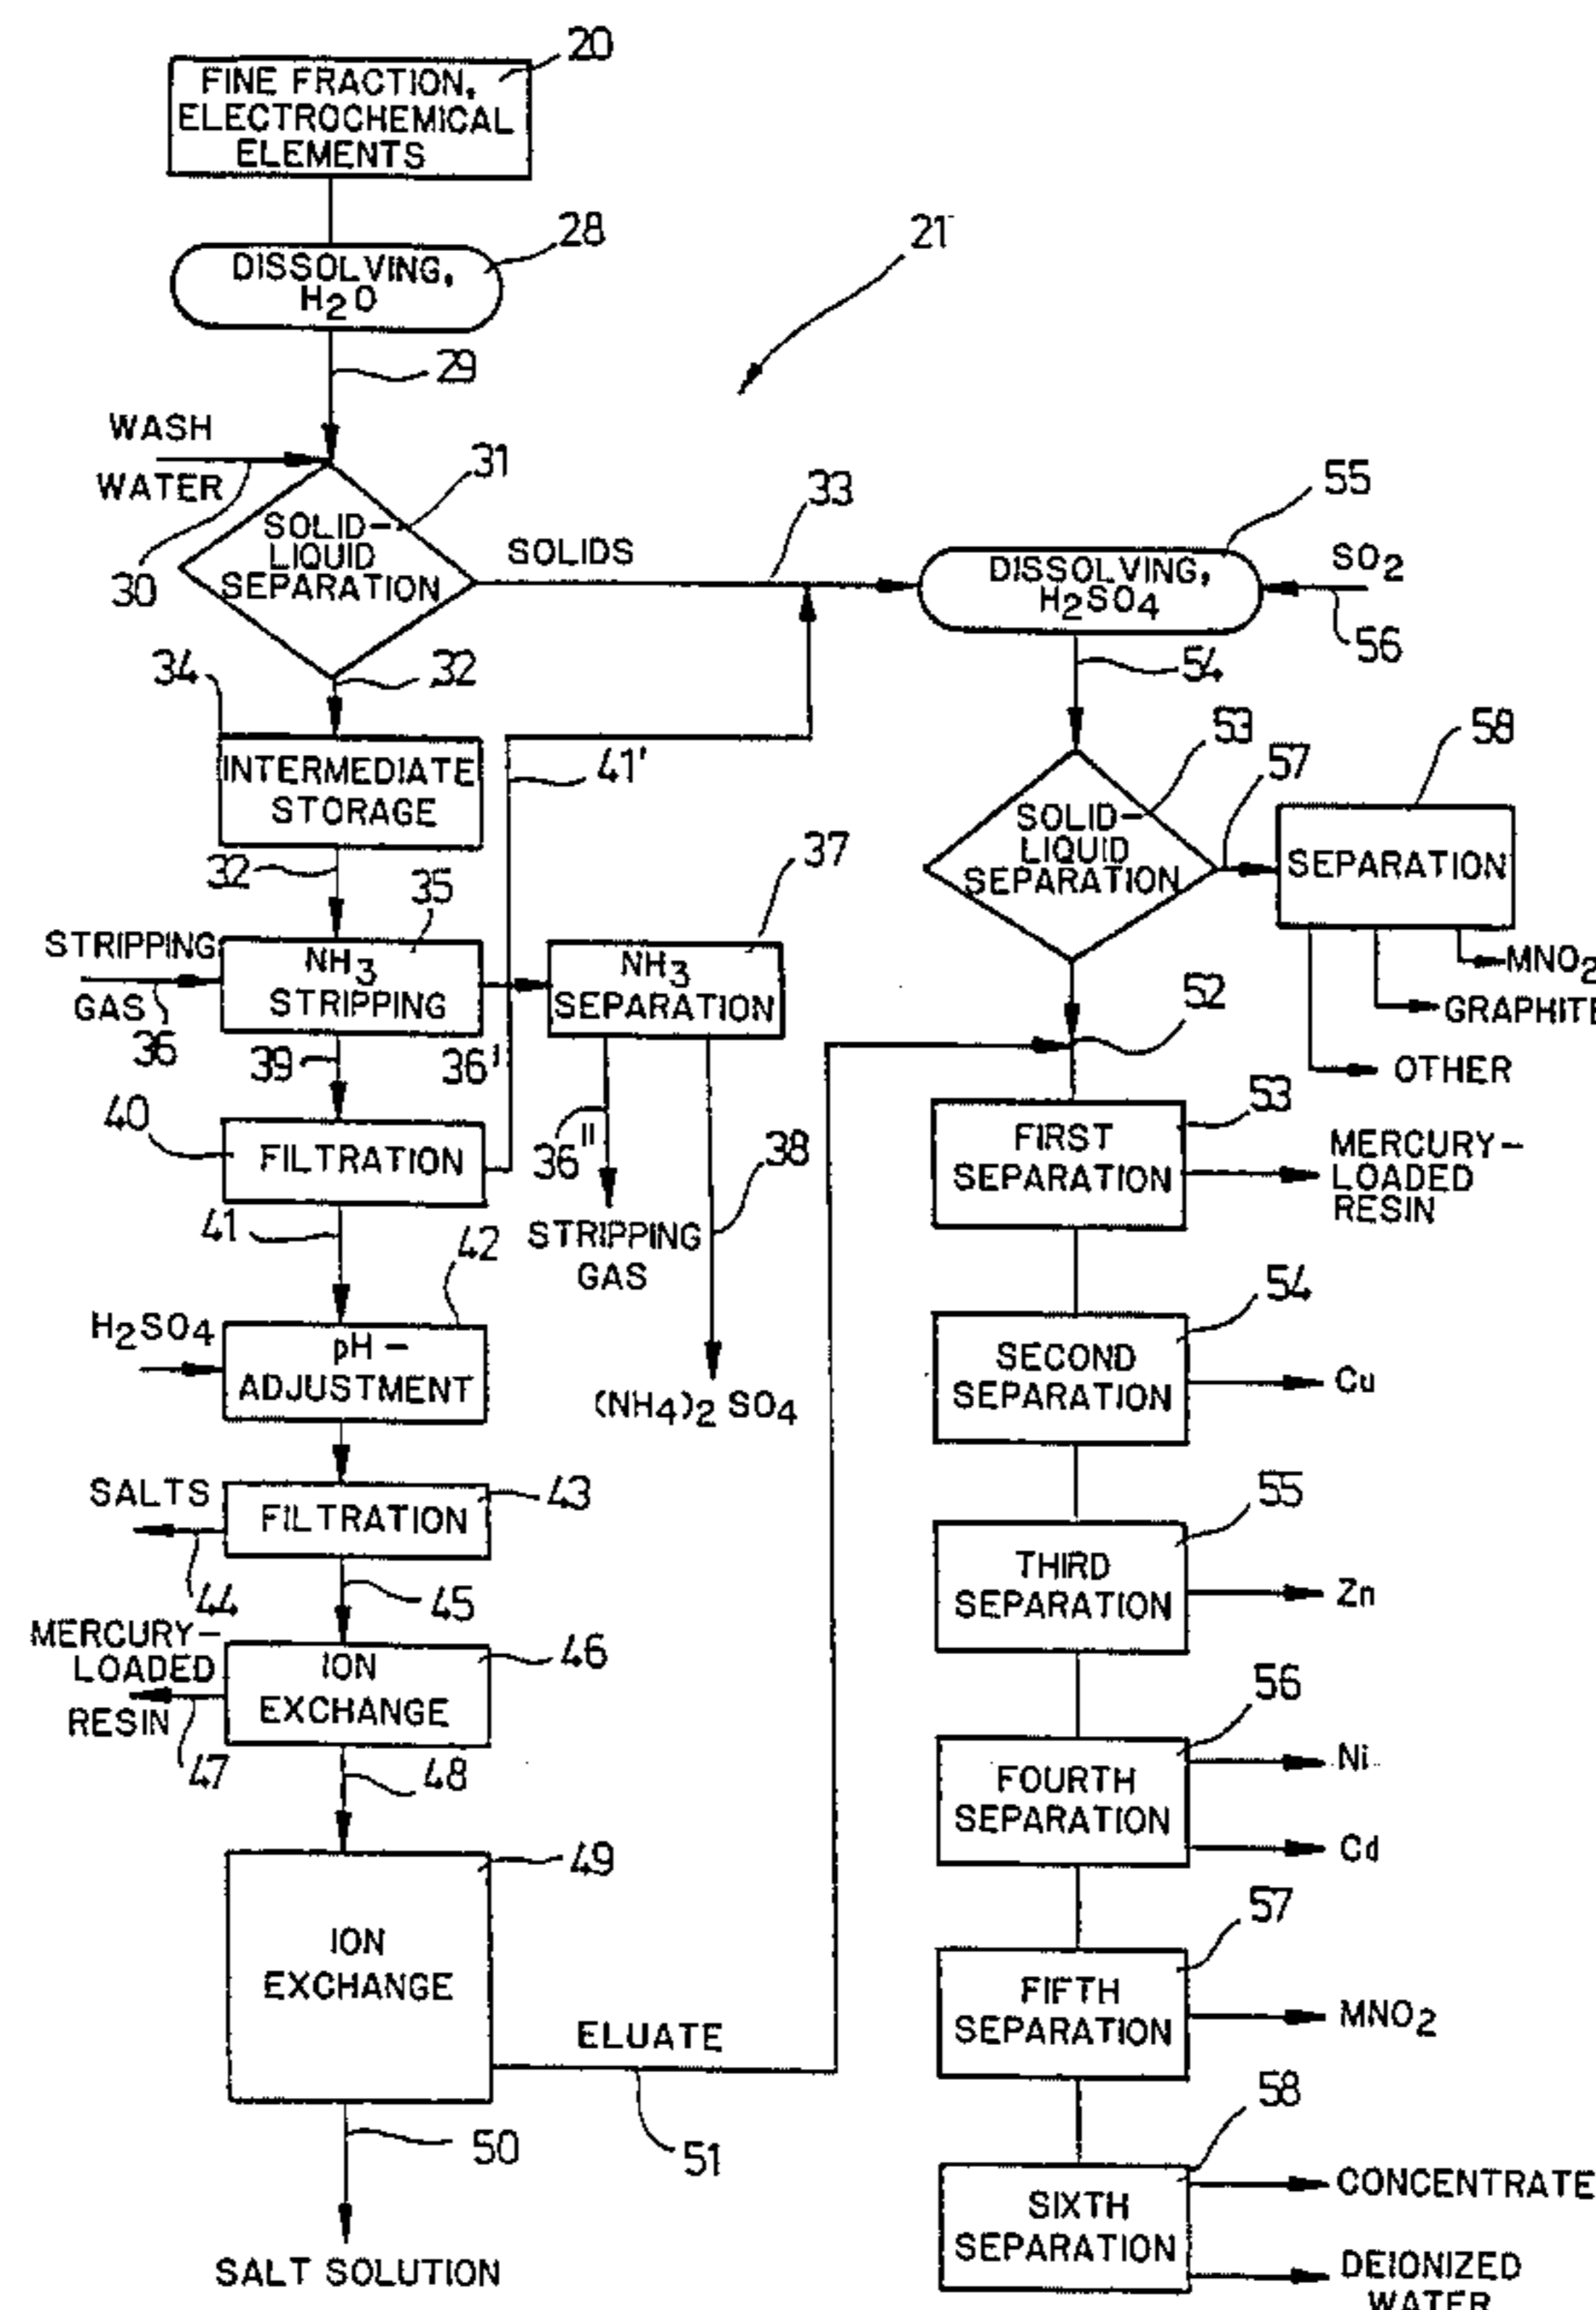 20
FINE FRACTION,
ELECTROCHEMICAL
ELEMENTS
28
DISSOLVING,
H2O
21
29
WASH
WATER
30
31
SOLID-
LIQUID
SEPARATION
SOLIDS
33
55
DISSOLVING,
H2SO4
SO2
56
54
34
32
INTERMEDIATE
STORAGE
41'
53
SOLID-
LIQUID
SEPARATION
57
58
SEPARATION
MNO2
GRAPHITE
OTHER
32
35
STRIPPING
GAS
36
NH3
STRIPPING
36'
37
NH3
SEPARATION
39
40
FILTRATION
36"
STRIPPING
GAS
38
(NH4)2 SO4
52
53
FIRST
SEPARATION
MERCURY-
LOADED
RESIN
41
42
H2SO4
pH-
ADJUSTMENT
54
SECOND
SEPARATION
Cu
SALTS
44
FILTRATION
43
45
55
THIRD
SEPARATION
Zn
MERCURY-
LOADED
RESIN
47
ION
EXCHANGE
46
48
56
FOURTH
SEPARATION
Ni
Cd
49
ION
EXCHANGE
ELUATE
51
50
SALT SOLUTION
57
FIFTH
SEPARATION
MNO2
58
SIXTH
SEPARATION
CONCENTRATE
DEIONIZED
WATER